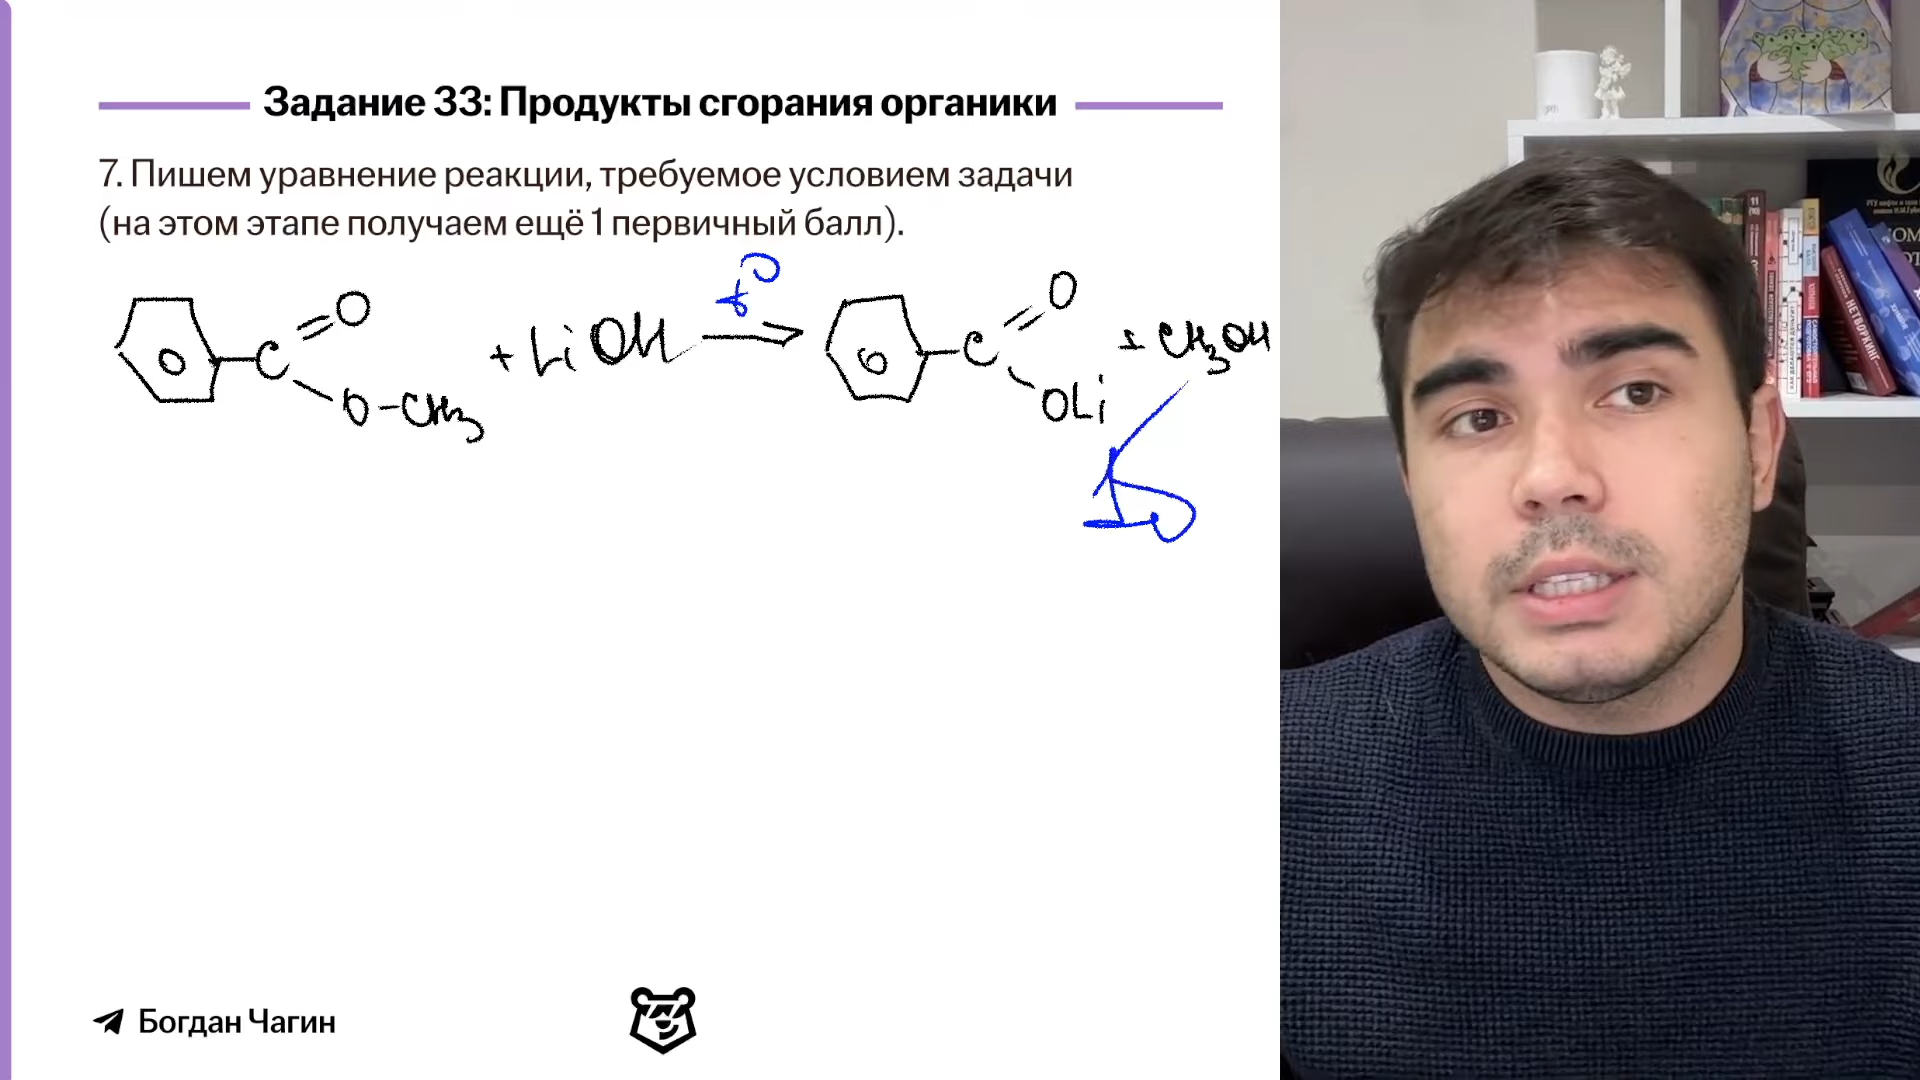 Задание 33: Продукты сгорания органики
7. Пишем уравнение реакции, требуемое условием задачи
(на этом этапе получаем ещё 1 первичный балл).
t°
C =O O-CH3 + LiOH → C =O OLi + CH3OH
Богдан Чагин
НЕТВОРКИНГ